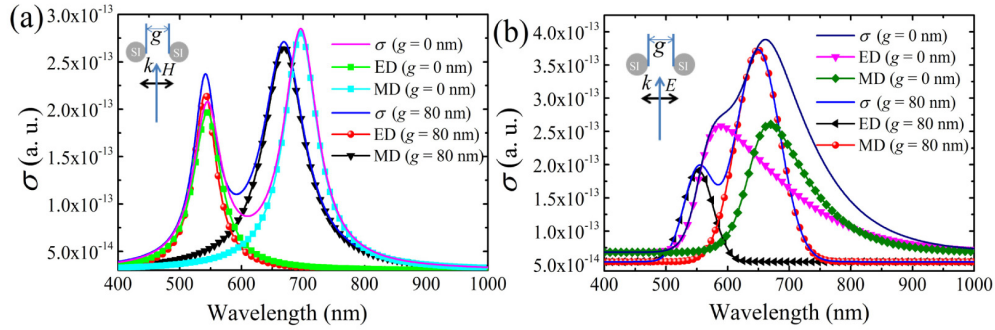 (a)
3.0x10⁻¹³
2.5x10⁻¹³
2.0x10⁻¹³
1.5x10⁻¹³
1.0x10⁻¹³
5.0x10⁻¹⁴
σ (a. u.)
g
SI SI
k H
σ (g = 0 nm)
ED (g = 0 nm)
MD (g = 0 nm)
σ (g = 80 nm)
ED (g = 80 nm)
MD (g = 80 nm)
400 500 600 700 800 900 1000
Wavelength (nm)
(b)
4.0x10⁻¹³
3.5x10⁻¹³
3.0x10⁻¹³
2.5x10⁻¹³
2.0x10⁻¹³
1.5x10⁻¹³
1.0x10⁻¹³
5.0x10⁻¹⁴
σ (a. u.)
g
SI SI
k E
σ (g = 0 nm)
ED (g = 0 nm)
MD (g = 0 nm)
σ (g = 80 nm)
ED (g = 80 nm)
MD (g = 80 nm)
400 500 600 700 800 900 1000
Wavelength (nm)